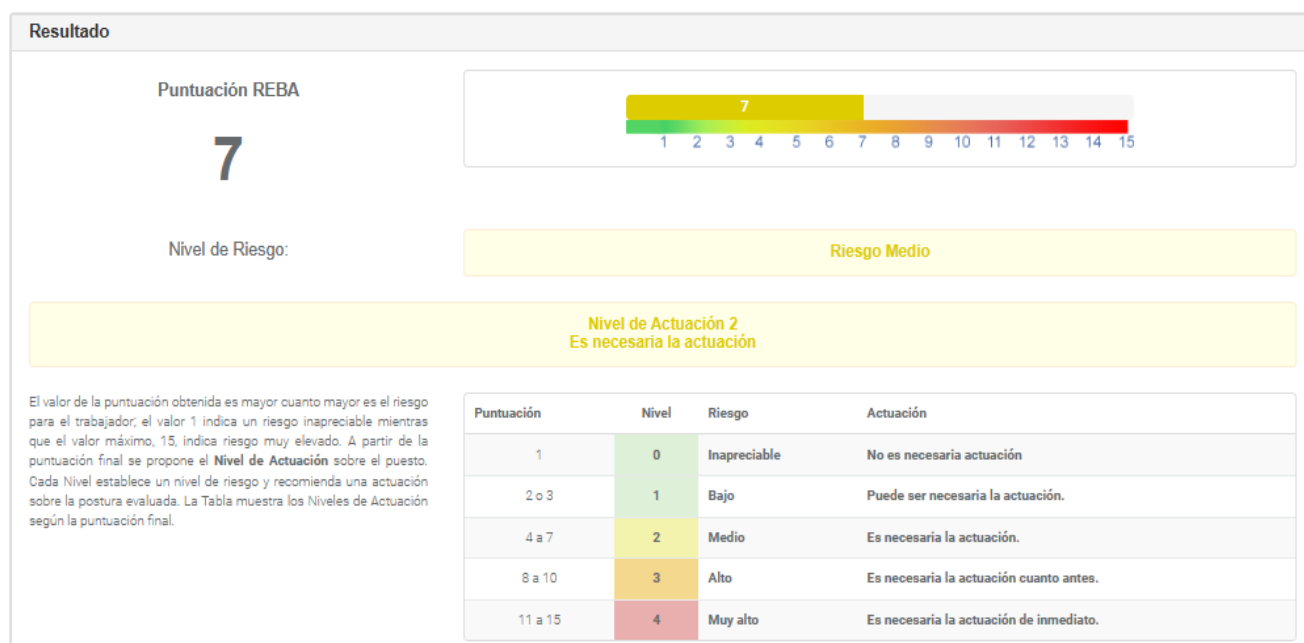 Resultado
Puntuación REBA
7
7
1 2 3 4 5 6 7 8 9 10 11 12 13 14 15
Nivel de Riesgo:
Riesgo Medio
Nivel de Actuación 2
Es necesaria la actuación
El valor de la puntuación obtenida es mayor cuanto mayor es el riesgo
para el trabajador; el valor 1 indica un riesgo inapreciable mientras
que el valor máximo, 15, indica riesgo muy elevado. A partir de la
puntuación final se propone el Nivel de Actuación sobre el puesto.
Cada Nivel establece un nivel de riesgo y recomienda una actuación
sobre la postura evaluada. La Tabla muestra los Niveles de Actuación
según la puntuación final.
Puntuación Nivel Riesgo Actuación
1 0 Inapreciable No es necesaria actuación
2 o 3 1 Bajo Puede ser necesaria la actuación.
4 a 7 2 Medio Es necesaria la actuación.
8 a 10 3 Alto Es necesaria la actuación cuanto antes.
11 a 15 4 Muy alto Es necesaria la actuación de inmediato.